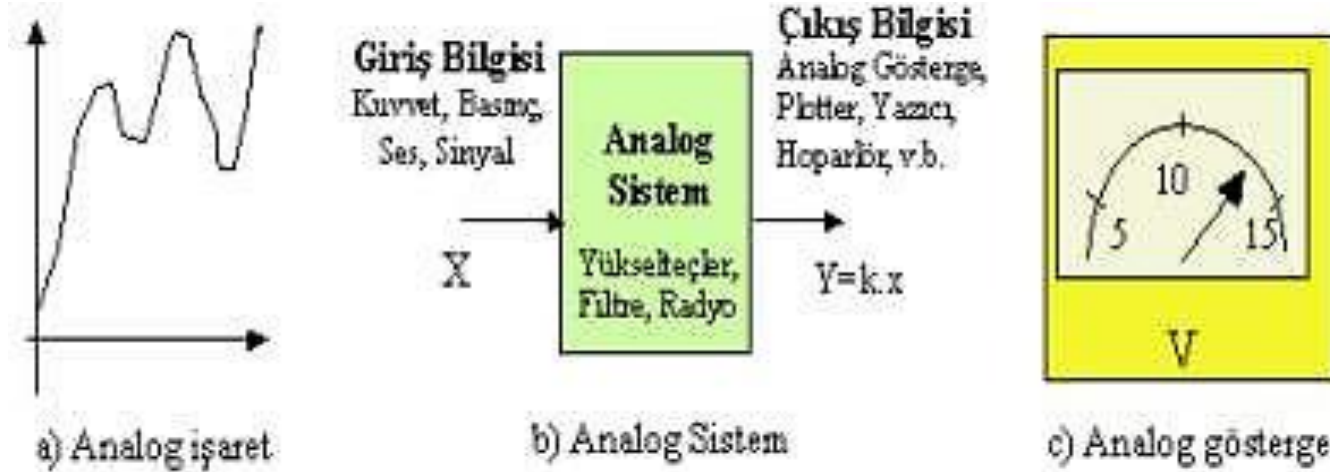 Giriş Bilgisi
Kuvvet, Basınç,
Ses, Sinyal
X
Analog
Sistem
Yükselteçler,
Filtre, Radyo
Çıkış Bilgisi
Analog Gösterge,
Plotter, Yazıcı,
Hoparlör, v.b.
Y=k.x
5
10
15
V
a) Analog işaret
b) Analog Sistem
c) Analog gösterge